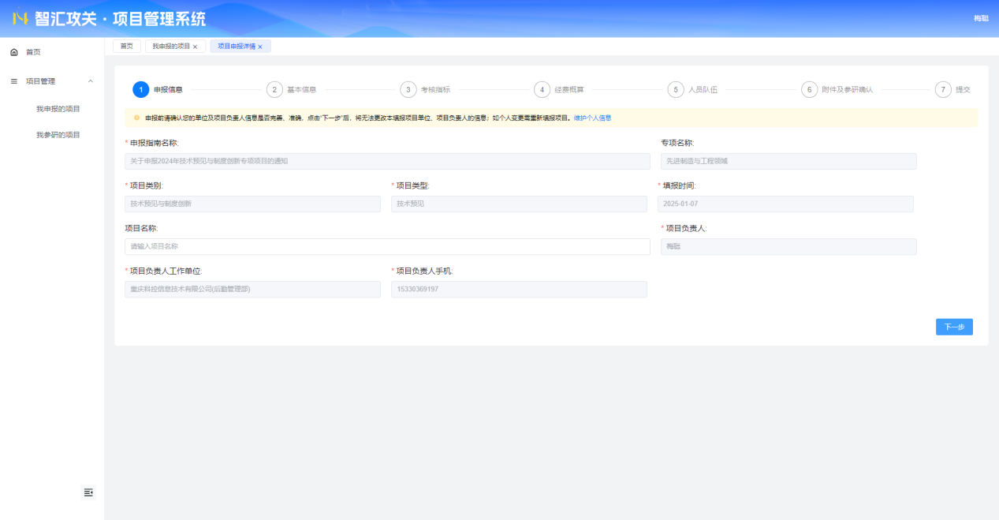 智汇攻关·项目管理系统
梅聪
首页
项目管理
我申报的项目
我参研的项目
首页 我申报的项目 × 项目申报详情 ×
1 申报信息 2 基本信息 3 考核指标 4 经费概算 5 人员队伍 6 附件及参研确认 7 提交
申报前请确认您的单位及项目负责人信息是否完善、准确，点击"下一步"后，将无法更改本填报项目单位、项目负责人的信息；如个人变更需重新填报项目。维护个人信息
* 申报指南名称: 专项名称:
关于申报2024年技术预见与制度创新专项项目的通知 先进制造与工程领域
* 项目类别: * 项目类型: * 填报时间:
技术预见与制度创新 技术预见 2025-01-07
项目名称: * 项目负责人:
请输入项目名称 梅聪
* 项目负责人工作单位: * 项目负责人手机:
重庆科控信息技术有限公司(后勤管理部) 15330369197
下一步